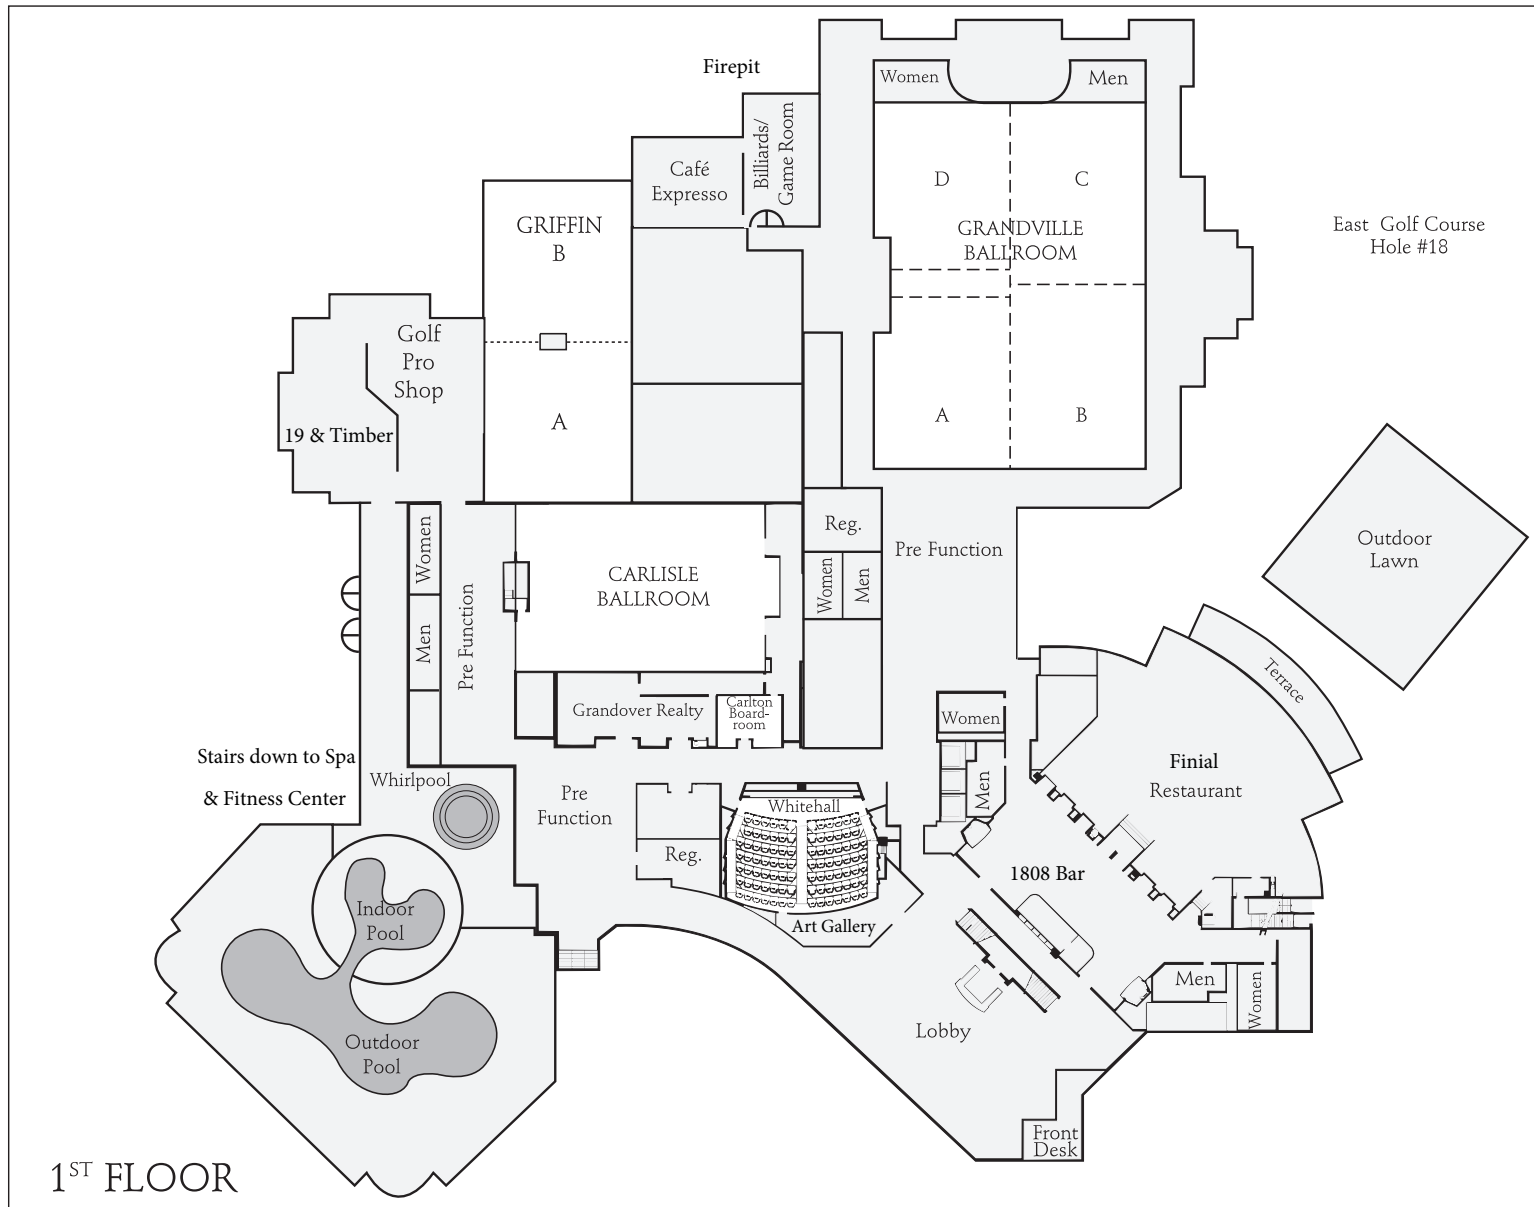 Firepit
Women
Men
Billiards/
Game Room
Café
Expresso
D
C
GRIFFIN
B
GRANDVILLE
BALLROOM
East Golf Course
Hole #18
Golf
Pro
Shop
19 & Timber
A
A
B
Reg.
Pre Function
Outdoor
Lawn
Women
Men
Pre Function
CARLISLE
BALLROOM
Women
Men
Terrace
Grandover Realty
Carlton
Board-
room
Women
Men
Stairs down to Spa
& Fitness Center
Whirlpool
Pre
Function
Whitehall
Finial
Restaurant
Reg.
1808 Bar
Indoor
Pool
Art Gallery
Men
Women
Lobby
Outdoor
Pool
Front
Desk
1ST FLOOR